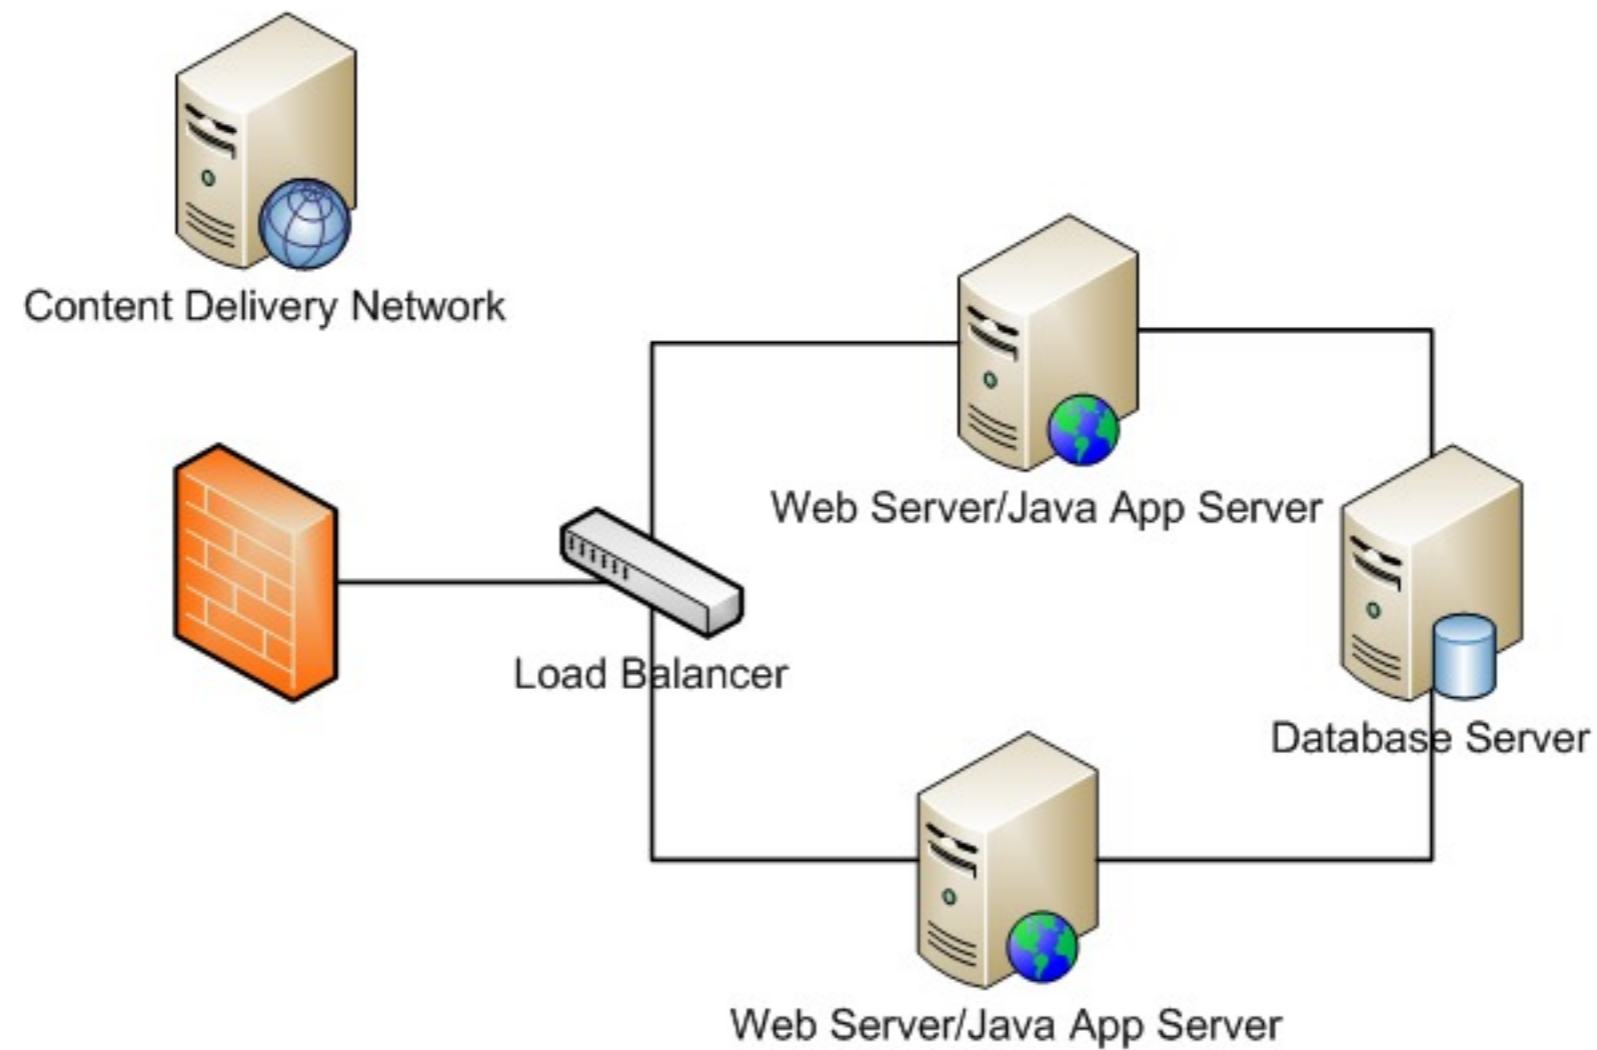 Content Delivery Network
Web Server/Java App Server
Load Balancer
Database Server
Web Server/Java App Server